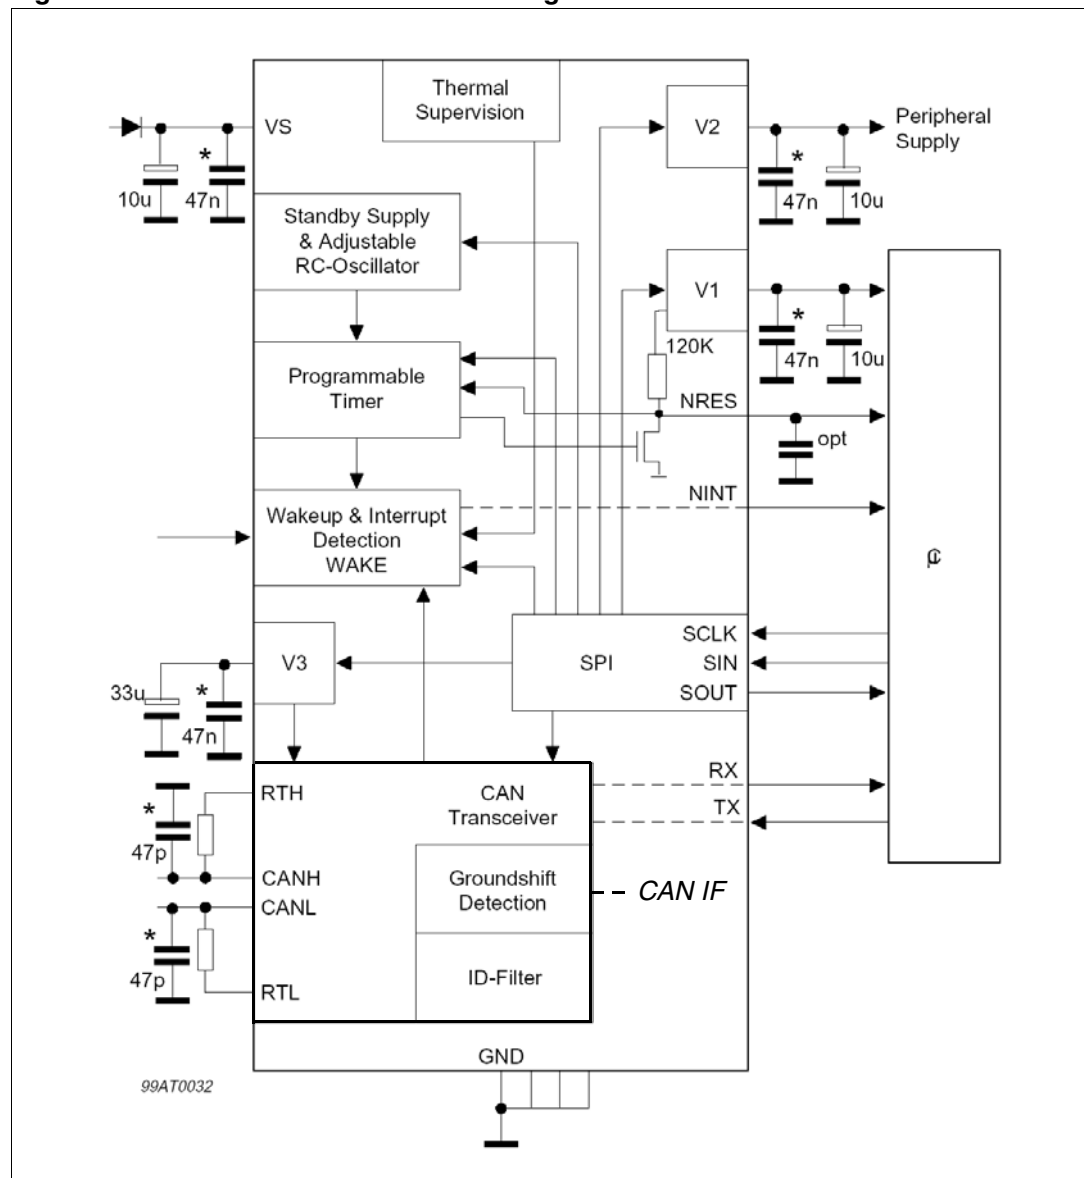 Thermal
Supervision
VS
V2
Peripheral
Supply
*
10u
47n
*
47n
10u
Standby Supply
& Adjustable
RC-Oscillator
V1
*
47n
10u
120K
Programmable
Timer
NRES
opt
NINT
Wakeup & Interrupt
Detection
WAKE
µC
SCLK
SPI
SIN
SOUT
V3
33u
*
47n
RX
TX
RTH
CAN
Transceiver
*
47p
CANH
CANL
Groundshift
Detection
CAN IF
*
47p
RTL
ID-Filter
GND
99AT0032